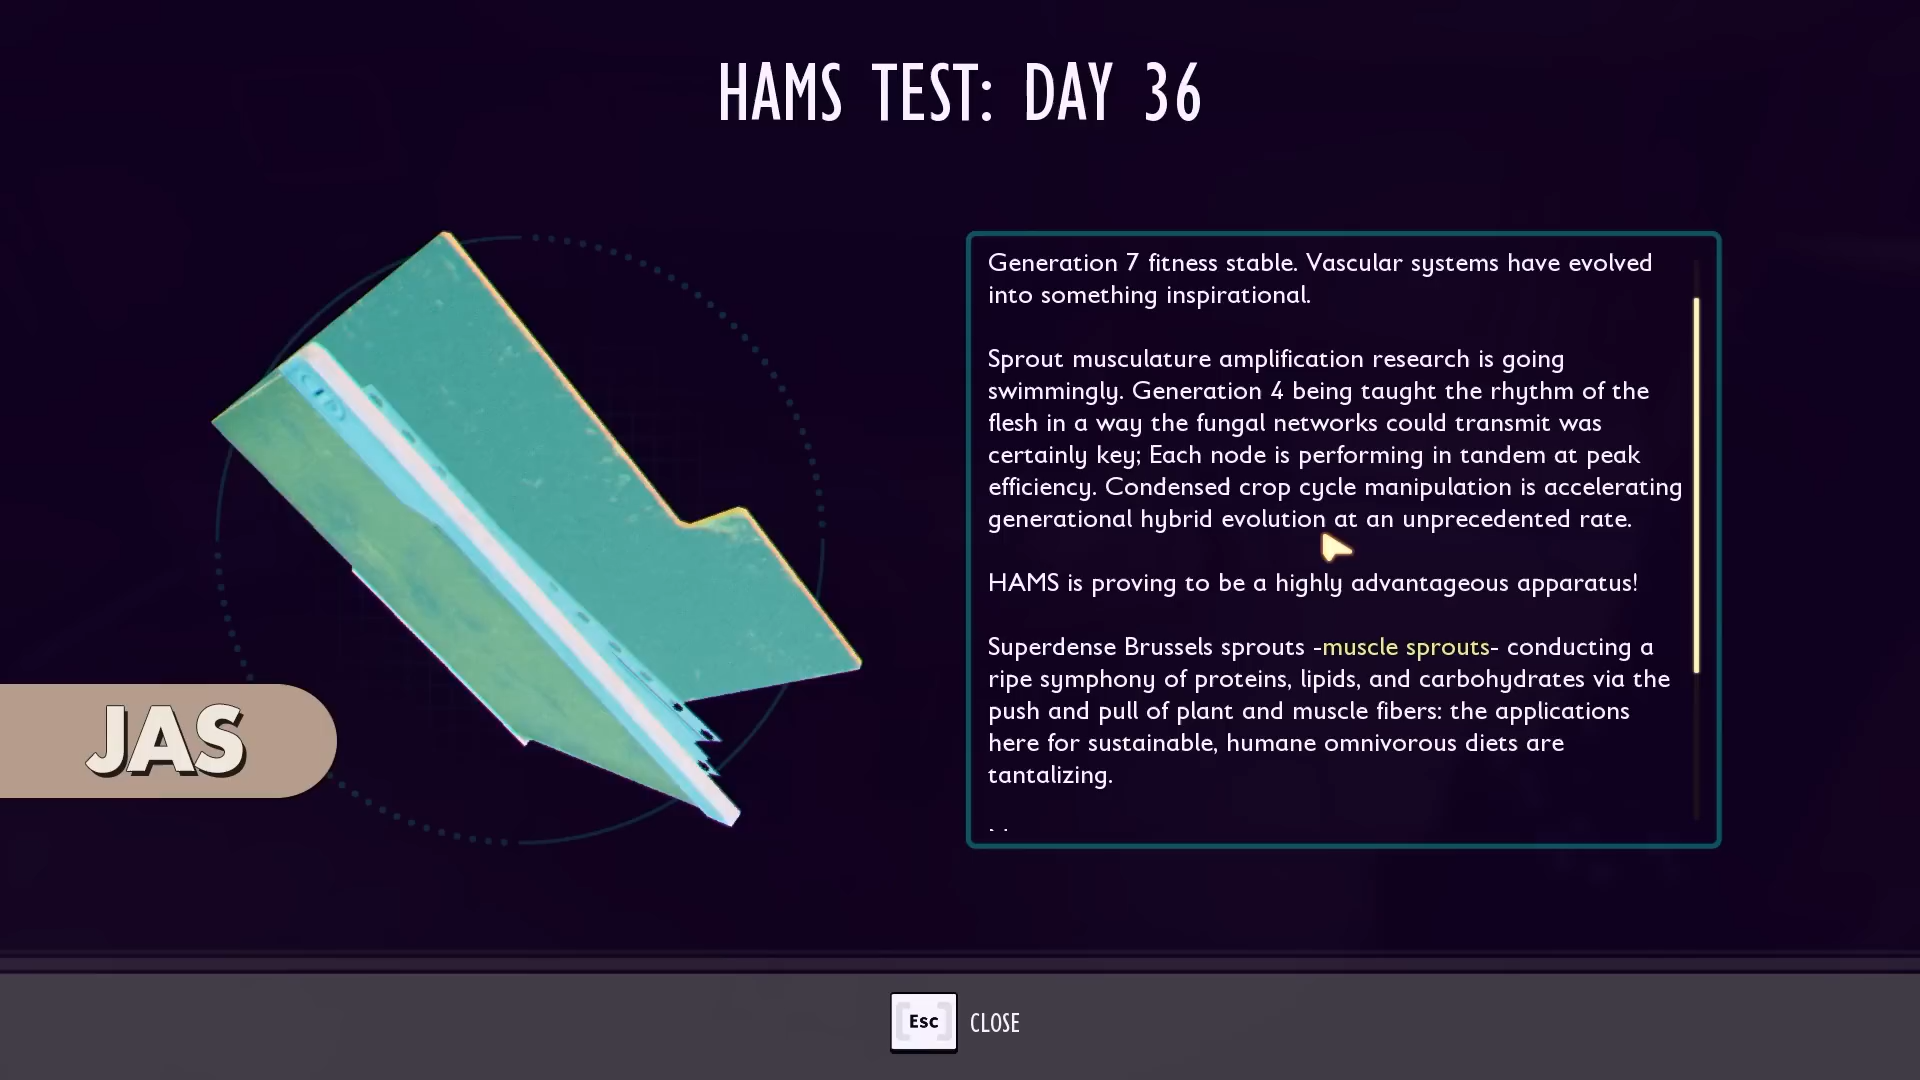 HAMS TEST: DAY 36
Generation 7 fitness stable. Vascular systems have evolved
into something inspirational.
Sprout musculature amplification research is going
swimmingly. Generation 4 being taught the rhythm of the
flesh in a way the fungal networks could transmit was
certainly key; Each node is performing in tandem at peak
efficiency. Condensed crop cycle manipulation is accelerating
generational hybrid evolution at an unprecedented rate.
HAMS is proving to be a highly advantageous apparatus!
Superdense Brussels sprouts -muscle sprouts- conducting a
ripe symphony of proteins, lipids, and carbohydrates via the
push and pull of plant and muscle fibers: the applications
here for sustainable, humane omnivorous diets are
tantalizing.
JAS
Esc CLOSE